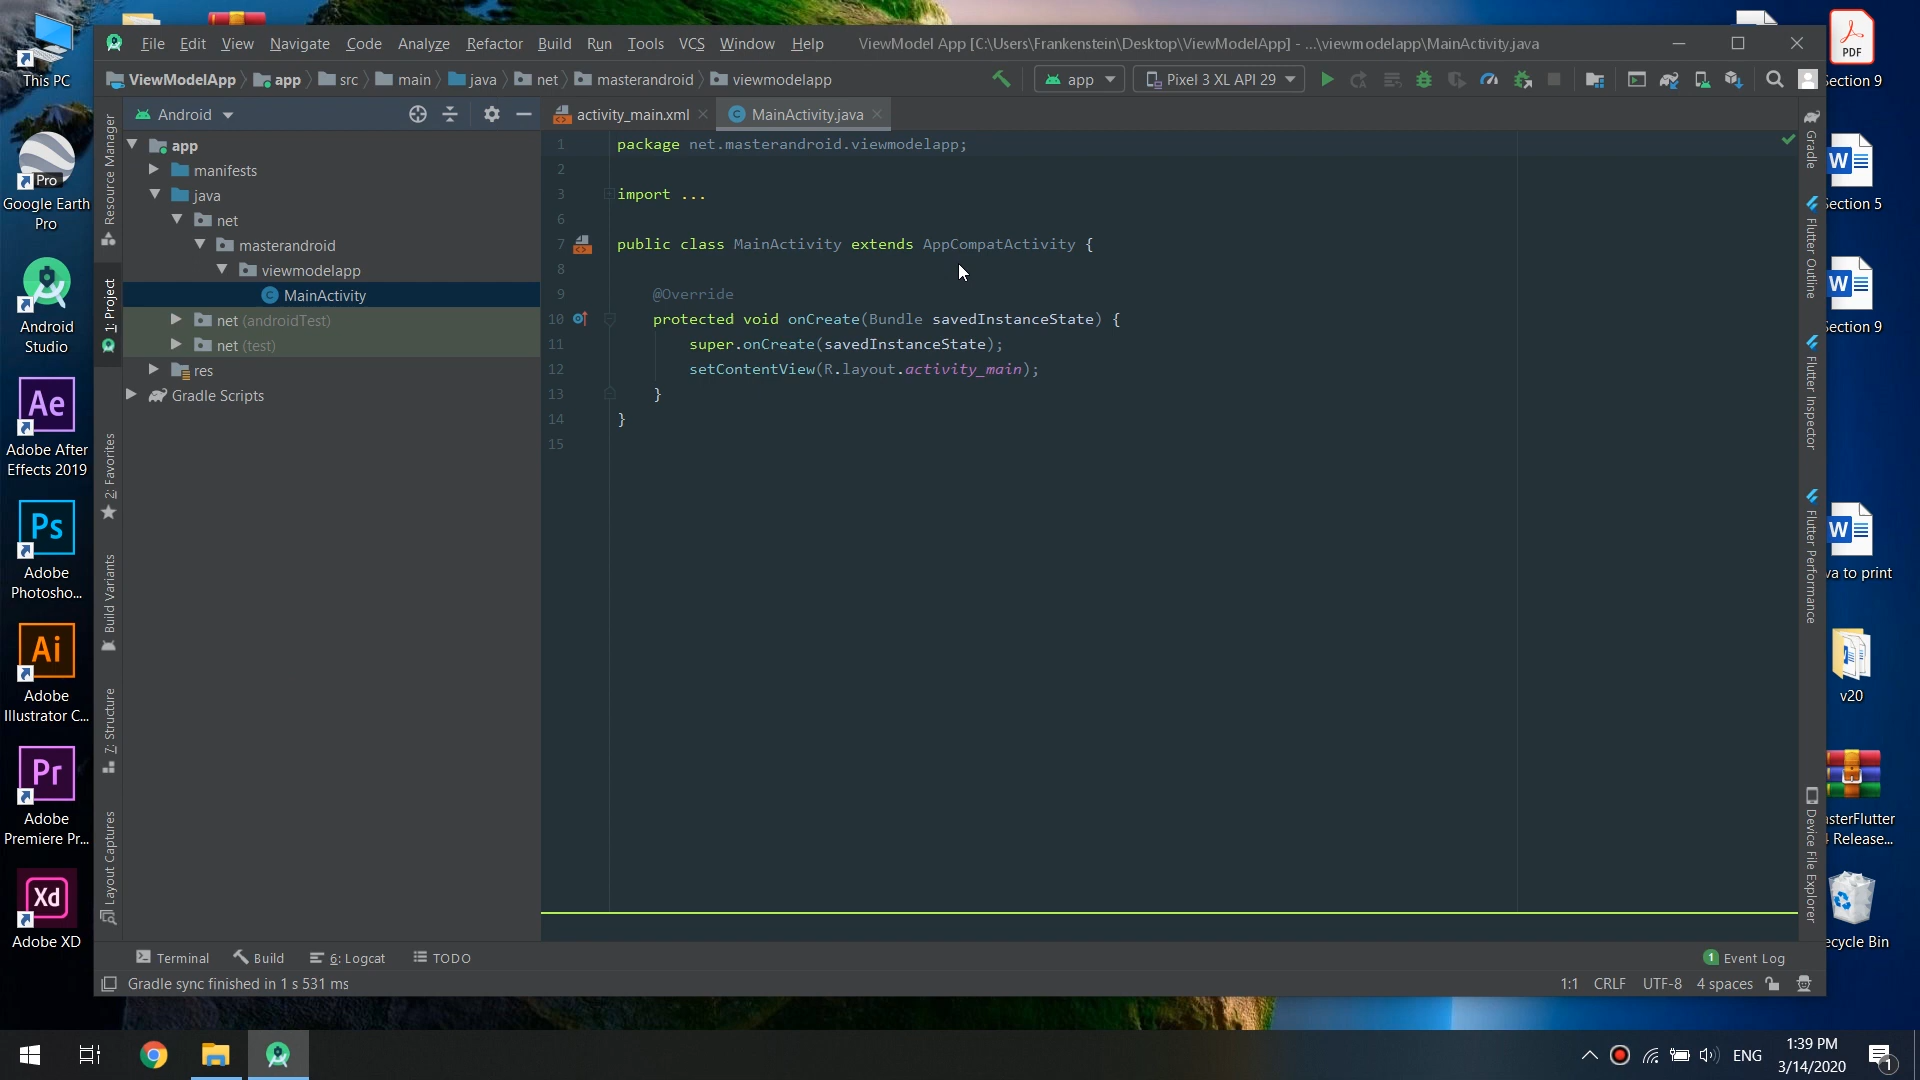 File Edit View Navigate Code Analyze Refactor Build Run Tools VCS Window Help ViewModel App [C:\Users\Frankenstein\Desktop\ViewModelApp] - ...\viewmodelapp\MainActivity.java
ViewModelApp app src main java net masterandroid viewmodelapp app Pixel 3 XL API 29
Android
activity_main.xml MainActivity.java
app
manifests
java
net
masterandroid
viewmodelapp
MainActivity
net (androidTest)
net (test)
res
Gradle Scripts
1 package net.masterandroid.viewmodelapp;
2
3 import ...
6
7 public class MainActivity extends AppCompatActivity {
8
9 @Override
10 protected void onCreate(Bundle savedInstanceState) {
11 super.onCreate(savedInstanceState);
12 setContentView(R.layout.activity_main);
13 }
14 }
15
Resource Manager
1: Project
2: Favorites
Build Variants
7: Structure
Layout Captures
Gradle
Flutter Outline
Flutter Inspector
Flutter Performance
Device File Explorer
Terminal Build 6: Logcat TODO
1 Event Log
Gradle sync finished in 1 s 531 ms
1:1 CRLF UTF-8 4 spaces
This PC
Pro
Google Earth
Pro
Android
Studio
Ae
Adobe After
Effects 2019
Ps
Adobe
Photosho...
Ai
Adobe
Illustrator C...
Pr
Adobe
Premiere Pr...
Xd
Adobe XD
PDF
Section 9
W
Section 5
W
Section 9
W
va to print
W
v20
sterFlutter
Release...
ecycle Bin
ENG
1:39 PM
3/14/2020
1